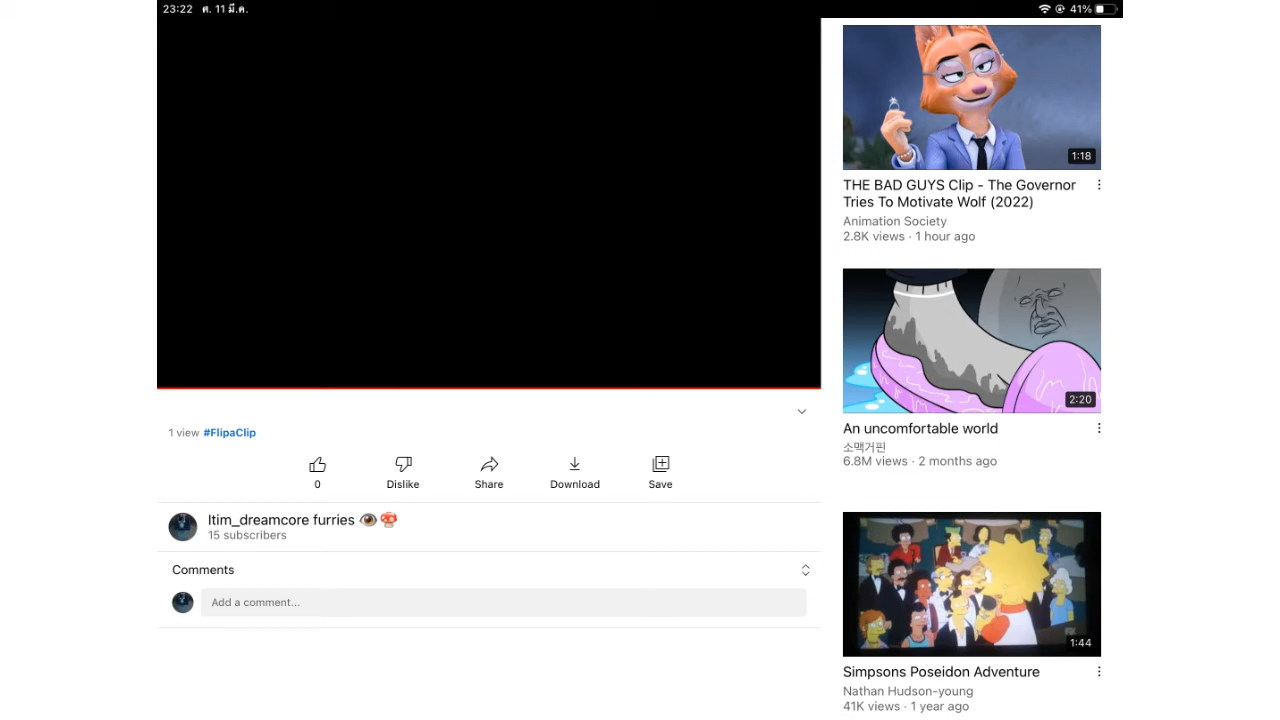 23:22 ศ. 11 มี.ค.
41%
1 view #FlipaClip
0
Dislike
Share
Download
Save
Itim_dreamcore furries 👁️🍄
15 subscribers
Comments
Add a comment...
1:18
THE BAD GUYS Clip - The Governor
Tries To Motivate Wolf (2022)
Animation Society
2.8K views · 1 hour ago
2:20
An uncomfortable world
소맥거핀
6.8M views · 2 months ago
FOX
1:44
Simpsons Poseidon Adventure
Nathan Hudson-young
41K views · 1 year ago